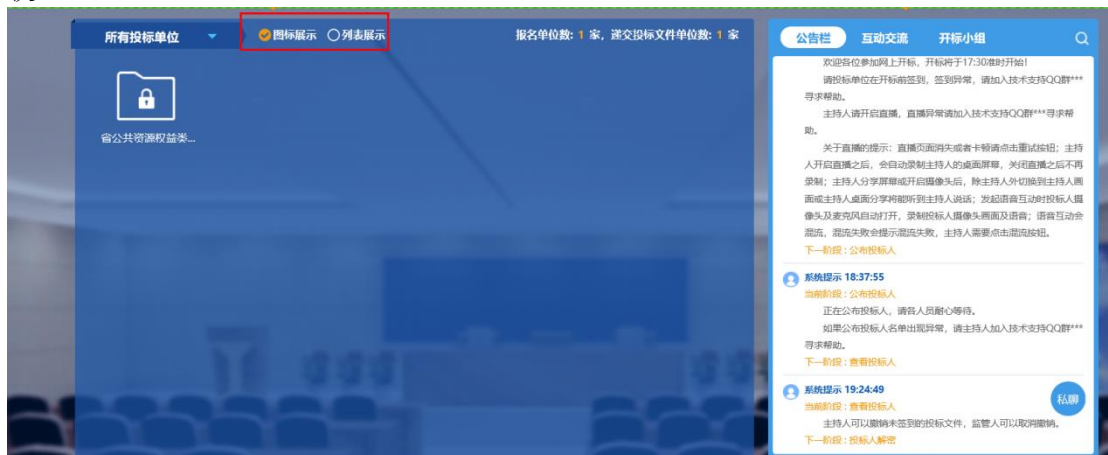 所有投标单位
图标展示 列表展示
报名单位数: 1 家, 递交投标文件单位数: 1 家
省公共资源权益类...
公告栏 互动交流 开标小组
欢迎各位参加网上开标, 开标将于17:30准时开始!
请投标单位在开标前签到, 签到异常, 请加入技术支持QQ群***
寻求帮助。
主持人请开启直播, 直播异常请加入技术支持QQ群***寻求帮
助。
关于直播的提示: 直播页面消失或者卡顿请点击重试按钮; 主持
人开启直播之后, 会自动录制主持人的桌面屏幕, 关闭直播之后不再
录制; 主持人分享屏幕或开启摄像头后, 除主持人外切换到主持人画
面或主持人桌面分享将能听到主持人说话; 发起语音互动时投标人摄
像头及麦克风自动打开, 录制投标人摄像头画面及语音; 语音互动会
混流, 混流失败会提示混流失败, 主持人需要点击混流按钮。
下一阶段 : 公布投标人
系统提示 18:37:55
当前阶段 : 公布投标人
正在公布投标人, 请各人员耐心等待。
如果公布投标人名单出现异常, 请主持人加入技术支持QQ群***
寻求帮助。
下一阶段 : 查看投标人
系统提示 19:24:49
当前阶段 : 查看投标人
主持人可以撤销未签到的投标文件, 监管人可以取消撤销。
下一阶段 : 投标人解密
私聊